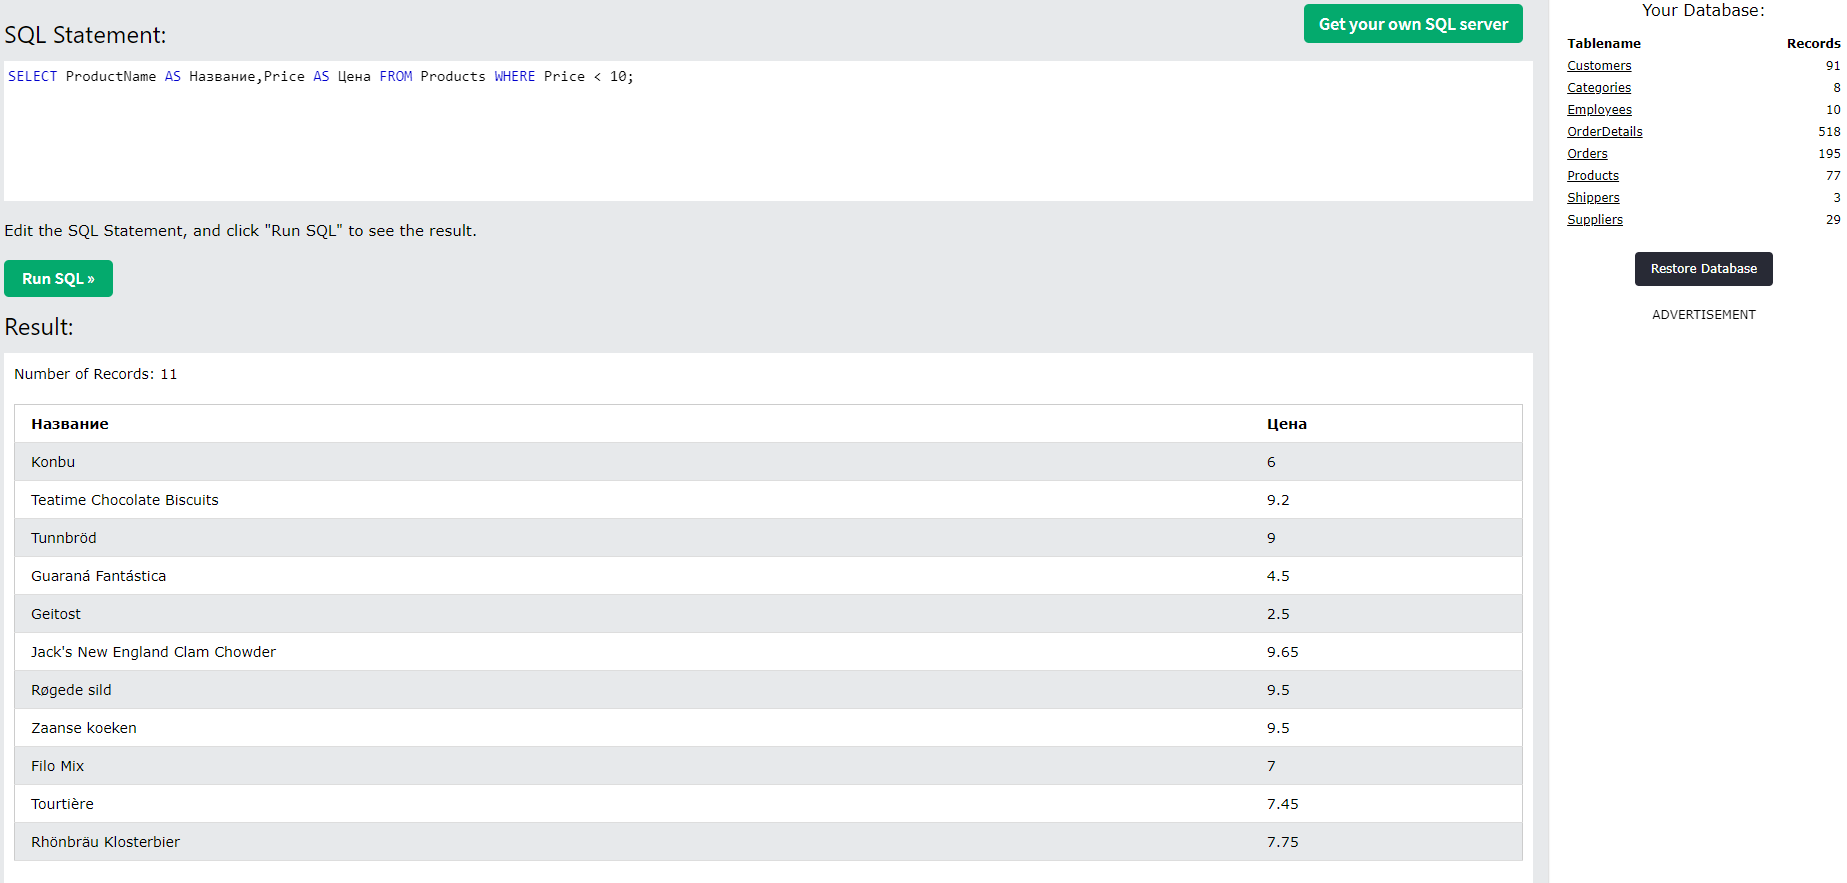 SQL Statement:
Get your own SQL server
SELECT ProductName AS Название,Price AS Цена FROM Products WHERE Price < 10;
Edit the SQL Statement, and click "Run SQL" to see the result.
Run SQL »
Result:
Number of Records: 11
Название Цена
Konbu 6
Teatime Chocolate Biscuits 9.2
Tunnbröd 9
Guaraná Fantástica 4.5
Geitost 2.5
Jack's New England Clam Chowder 9.65
Røgede sild 9.5
Zaanse koeken 9.5
Filo Mix 7
Tourtière 7.45
Rhönbräu Klosterbier 7.75
Your Database:
Tablename Records
Customers 91
Categories 8
Employees 10
OrderDetails 518
Orders 195
Products 77
Shippers 3
Suppliers 29
Restore Database
ADVERTISEMENT